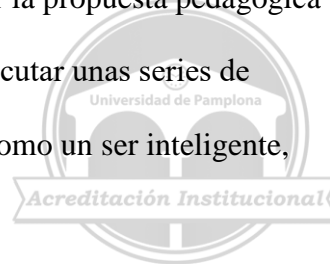 r la propuesta pedagógica
cutar unas series de
Universidad de Pamplona
omo un ser inteligente,
Acreditación Institucional